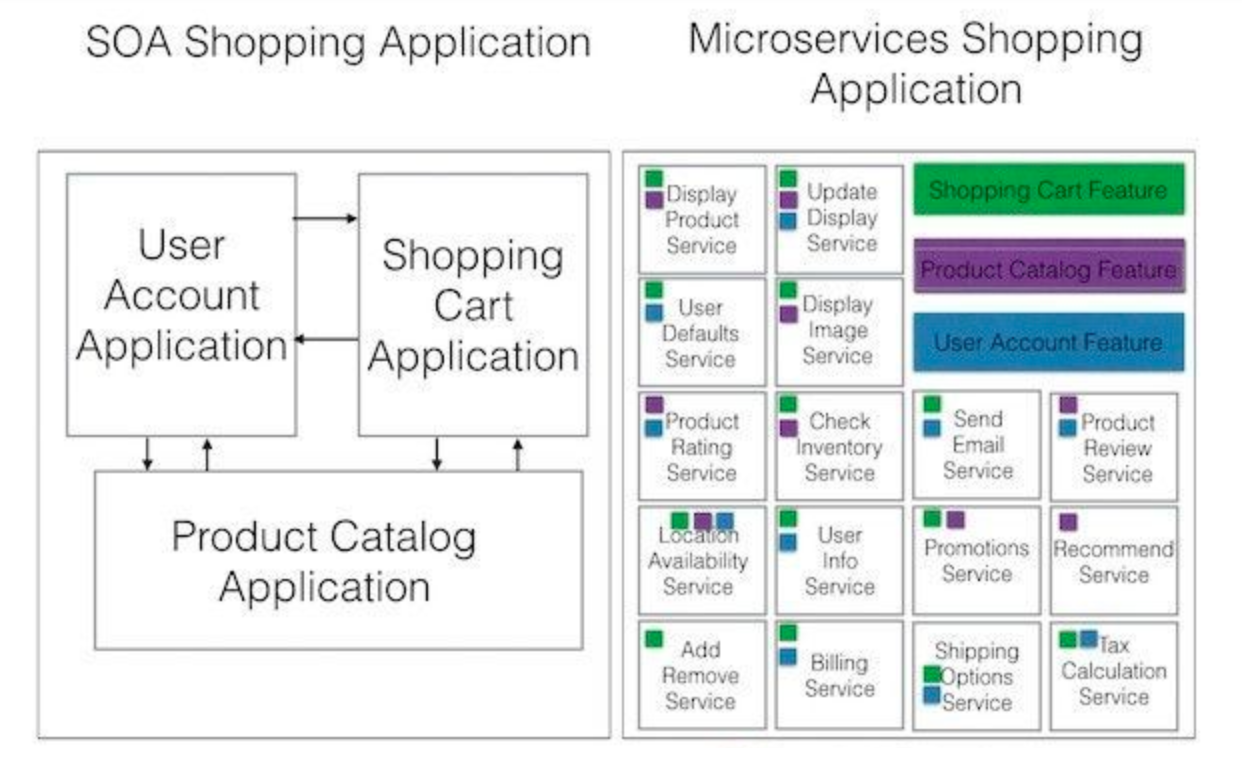 SOA Shopping Application
Microservices Shopping
Application
User
Account
Application
Shopping
Cart
Application
Product Catalog
Application
Display
Product
Service
Update
Display
Service
Shopping Cart Feature
Product Catalog Feature
User Account Feature
User
Defaults
Service
Display
Image
Service
Product
Rating
Service
Check
Inventory
Service
Send
Email
Service
Product
Review
Service
Location
Availability
Service
User
Info
Service
Promotions
Service
Recommend
Service
Add
Remove
Service
Billing
Service
Shipping
Options
Service
Tax
Calculation
Service